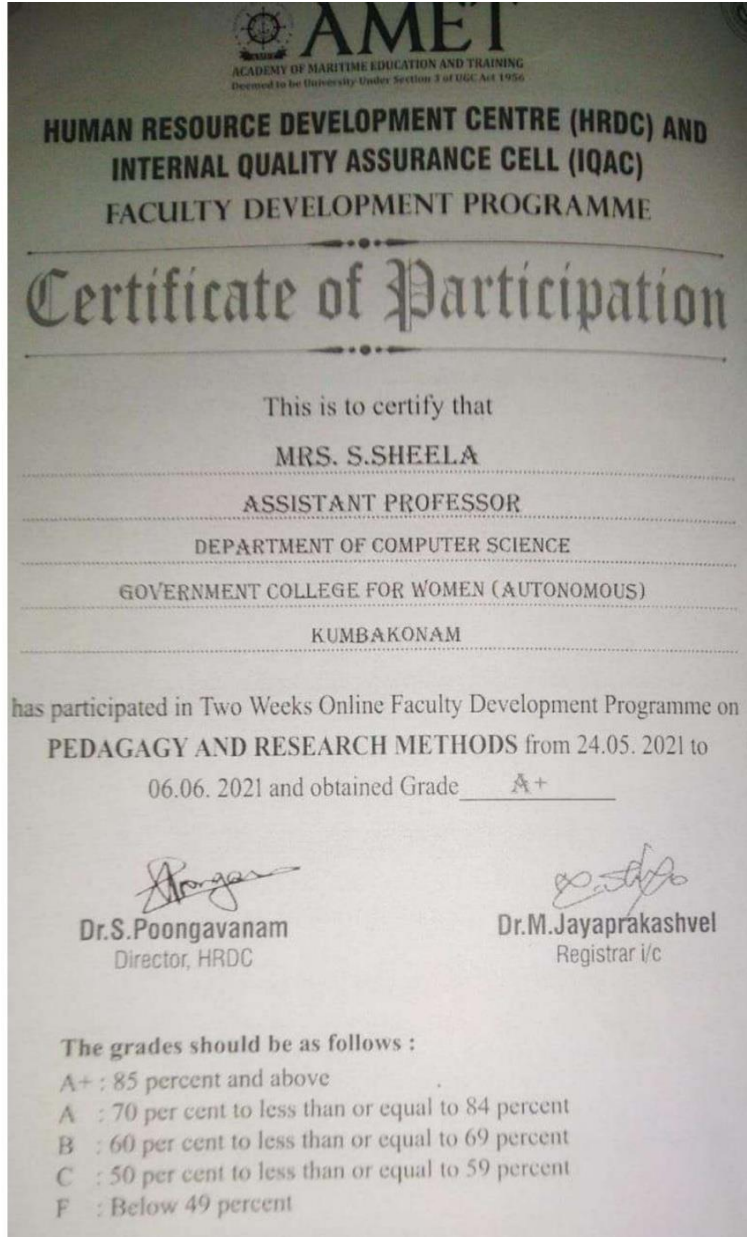 AMET
ACADEMY OF MARITIME EDUCATION AND TRAINING
Deemed to be University Under Section 3 of UGC Act 1956
HUMAN RESOURCE DEVELOPMENT CENTRE (HRDC) AND
INTERNAL QUALITY ASSURANCE CELL (IQAC)
FACULTY DEVELOPMENT PROGRAMME
Certificate of Participation
This is to certify that
MRS. S.SHEELA
ASSISTANT PROFESSOR
DEPARTMENT OF COMPUTER SCIENCE
GOVERNMENT COLLEGE FOR WOMEN (AUTONOMOUS)
KUMBAKONAM
has participated in Two Weeks Online Faculty Development Programme on
PEDAGAGY AND RESEARCH METHODS from 24.05. 2021 to
06.06. 2021 and obtained Grade A+
Dr.S.Poongavanam Dr.M.Jayaprakashvel
Director, HRDC Registrar i/c
The grades should be as follows :
A+ : 85 percent and above
A : 70 per cent to less than or equal to 84 percent
B : 60 per cent to less than or equal to 69 percent
C : 50 per cent to less than or equal to 59 percent
F : Below 49 percent